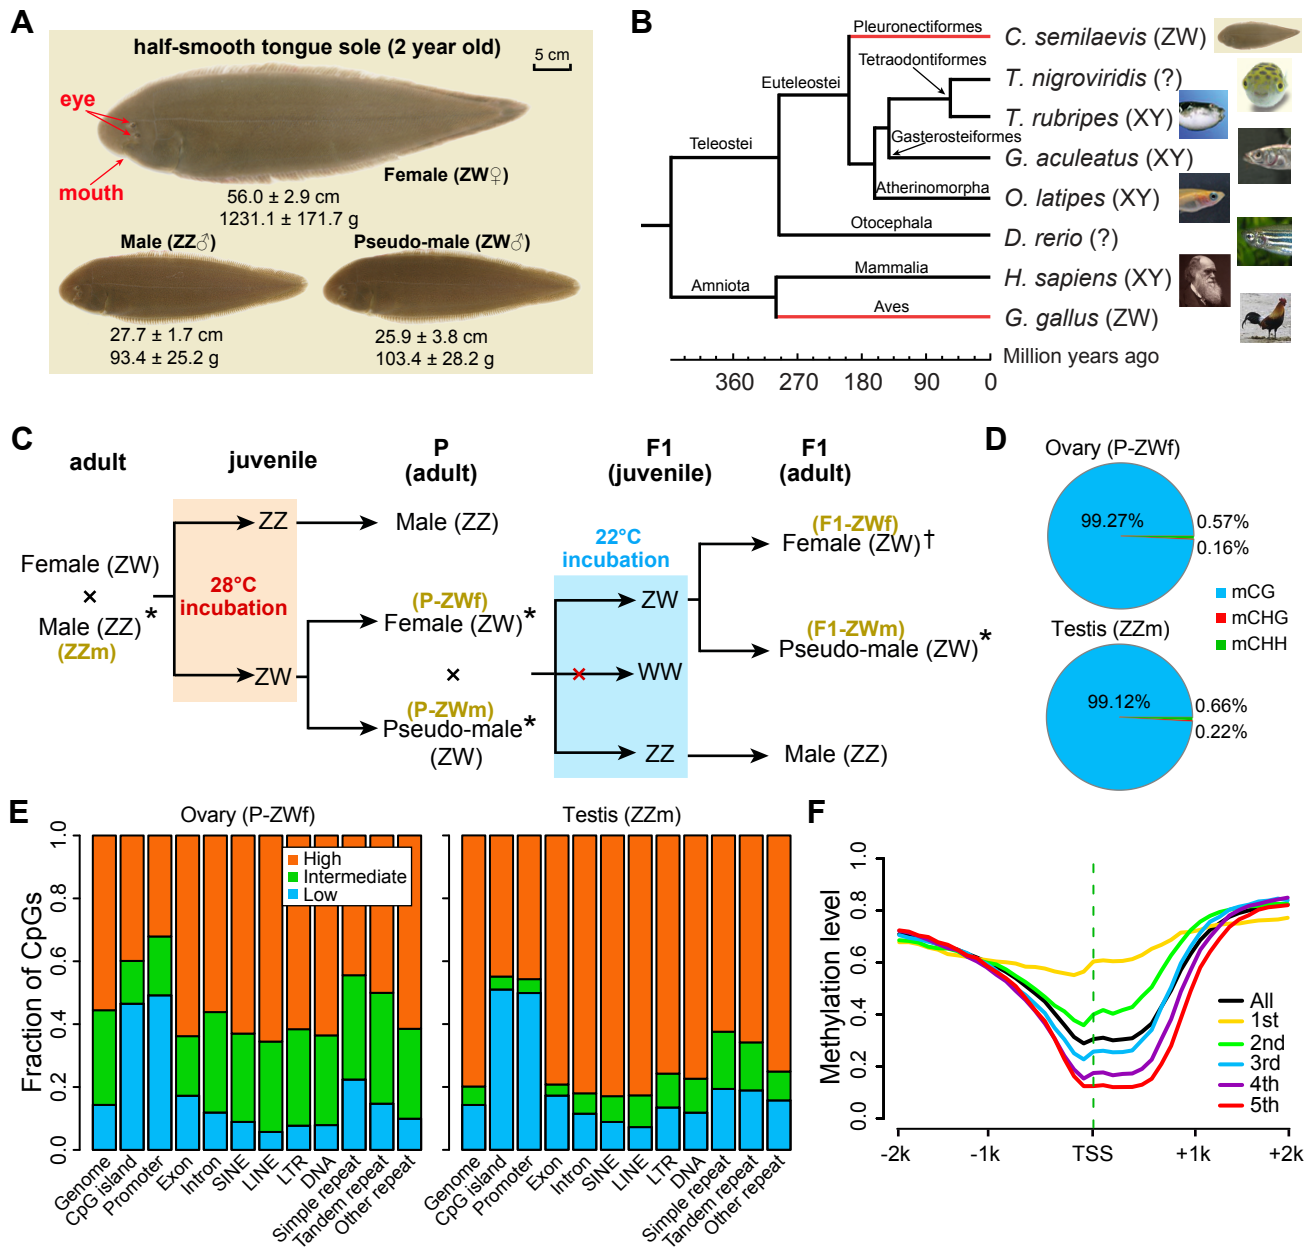 A
half-smooth tongue sole (2 year old)
5 cm
eye
mouth
Female (ZW♀)
56.0 ± 2.9 cm
1231.1 ± 171.7 g
Male (ZZ♂)
Pseudo-male (ZW♂)
27.7 ± 1.7 cm
93.4 ± 25.2 g
25.9 ± 3.8 cm
103.4 ± 28.2 g
B
Pleuronectiformes
C. semilaevis (ZW)
Tetraodontiformes
Euteleostei
T. nigroviridis (?)
T. rubripes (XY)
Gasterosteiformes
Teleostei
G. aculeatus (XY)
Atherinomorpha
O. latipes (XY)
Otocephala
D. rerio (?)
Mammalia
H. sapiens (XY)
Amniota
Aves
G. gallus (ZW)
Million years ago
360 270 180 90 0
C
adult
juvenile
P
(adult)
F1
(juvenile)
F1
(adult)
Female (ZW)
×
Male (ZZ) *
(ZZm)
28°C
incubation
ZZ
ZW
Male (ZZ)
(P-ZWf)
Female (ZW)*
×
(P-ZWm)
Pseudo-male*
(ZW)
22°C
incubation
ZW
WW
ZZ
(F1-ZWf)
Female (ZW)†
(F1-ZWm)
Pseudo-male (ZW)*
Male (ZZ)
D
Ovary (P-ZWf)
99.27%
0.57%
0.16%
mCG
mCHG
mCHH
Testis (ZZm)
99.12%
0.66%
0.22%
E
Ovary (P-ZWf)
Testis (ZZm)
Fraction of CpGs
1.0
0.8
0.6
0.4
0.2
0.0
High
Intermediate
Low
Genome
CpG island
Promoter
Exon
Intron
SINE
LINE
LTR
DNA
Simple repeat
Tandem repeat
Other repeat
Genome
CpG island
Promoter
Exon
Intron
SINE
LINE
LTR
DNA
Simple repeat
Tandem repeat
Other repeat
F
Methylation level
1.0
0.8
0.6
0.4
0.2
0.0
All
1st
2nd
3rd
4th
5th
-2k -1k TSS +1k +2k